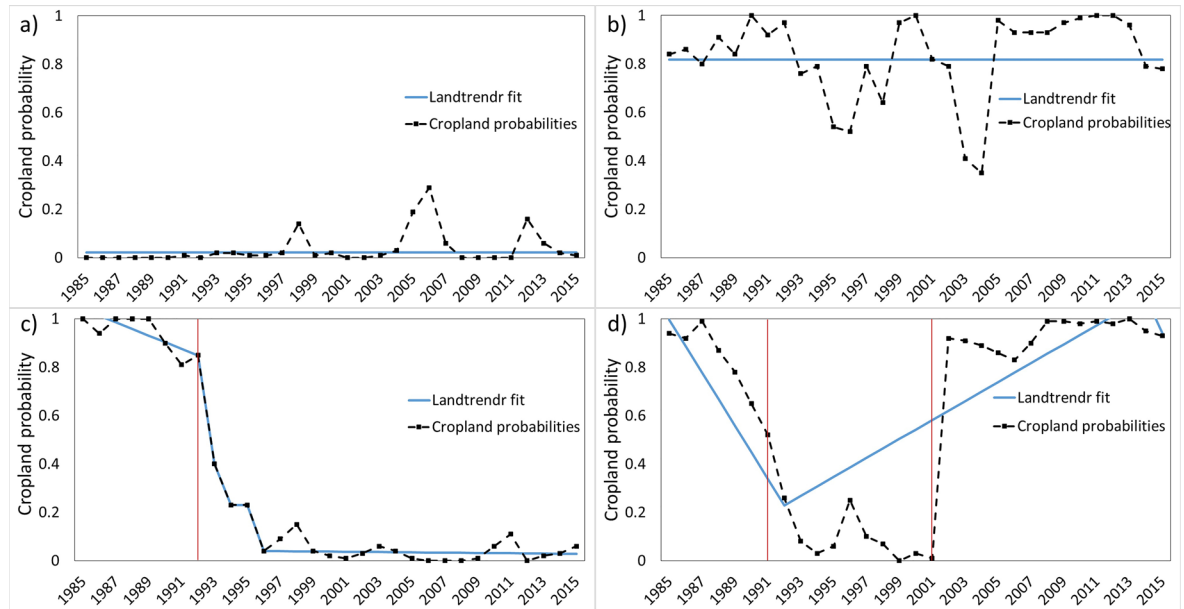 a)
Cropland probability
1
0.8
0.6
0.4
0.2
0
Landtrendr fit
Cropland probabilities
1985 1987 1989 1991 1993 1995 1997 1999 2001 2003 2005 2007 2009 2011 2013 2015
b)
Cropland probability
1
0.8
0.6
0.4
0.2
0
Landtrendr fit
Cropland probabilities
1985 1987 1989 1991 1993 1995 1997 1999 2001 2003 2005 2007 2009 2011 2013 2015
c)
Cropland probability
1
0.8
0.6
0.4
0.2
0
Landtrendr fit
Cropland probabilities
1985 1987 1989 1991 1993 1995 1997 1999 2001 2003 2005 2007 2009 2011 2013 2015
d)
Cropland probability
1
0.8
0.6
0.4
0.2
0
Landtrendr fit
Cropland probabilities
1985 1987 1989 1991 1993 1995 1997 1999 2001 2003 2005 2007 2009 2011 2013 2015